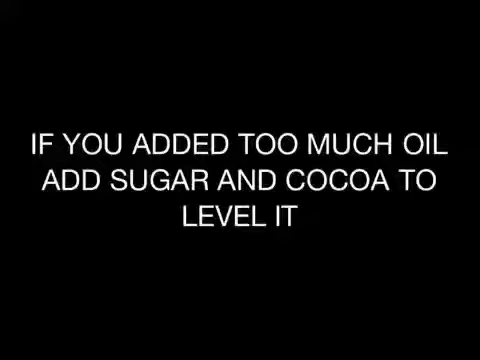 IF YOU ADDED TOO MUCH OIL
ADD SUGAR AND COCOA TO
LEVEL IT